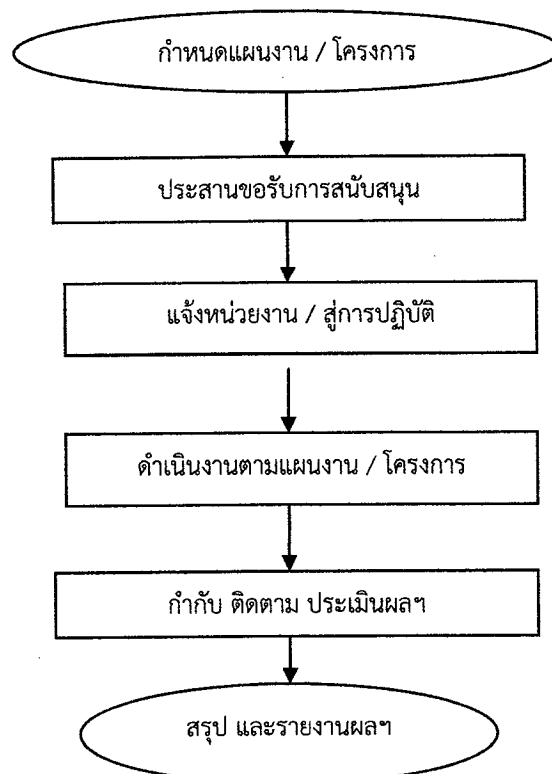 กำหนดแผนงาน / โครงการ
ประสานขอรับการสนับสนุน
แจ้งหน่วยงาน / สู่การปฏิบัติ
ดำเนินงานตามแผนงาน / โครงการ
กำกับ ติดตาม ประเมินผลฯ
สรุป และรายงานผลฯ